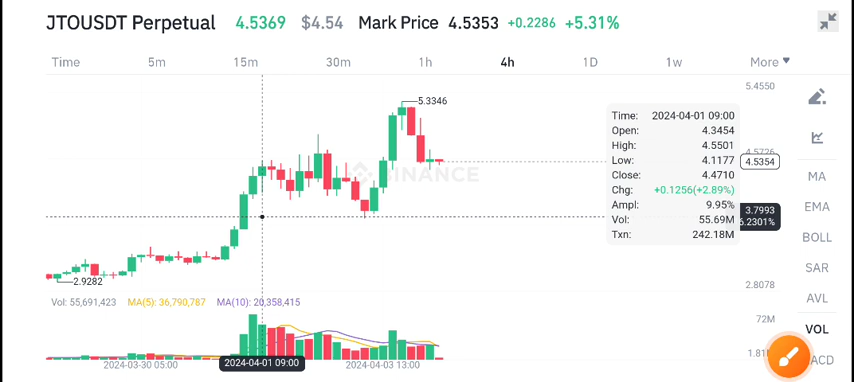 JTOUSDT Perpetual 4.5369 $4.54 Mark Price 4.5353 +0.2286 +5.31%
Time 5m 15m 30m 1h 4h 1D 1w More
5.4550
5.3346
Time: 2024-04-01 09:00
Open: 4.3454
High: 4.5501
Low: 4.1177
Close: 4.4710
Chg: +0.1256(+2.89%)
Ampl: 9.95%
Vol: 55.69M
Txn: 242.18M
4.5354
BINANCE
3.7993
6.2301%
2.9282
2.8078
Vol: 55,691,423 MA(5): 36,790,787 MA(10): 20,358,415
72M
2024-03-30 05:00 2024-04-01 09:00 2024-04-03 13:00
MA
EMA
BOLL
SAR
AVL
VOL